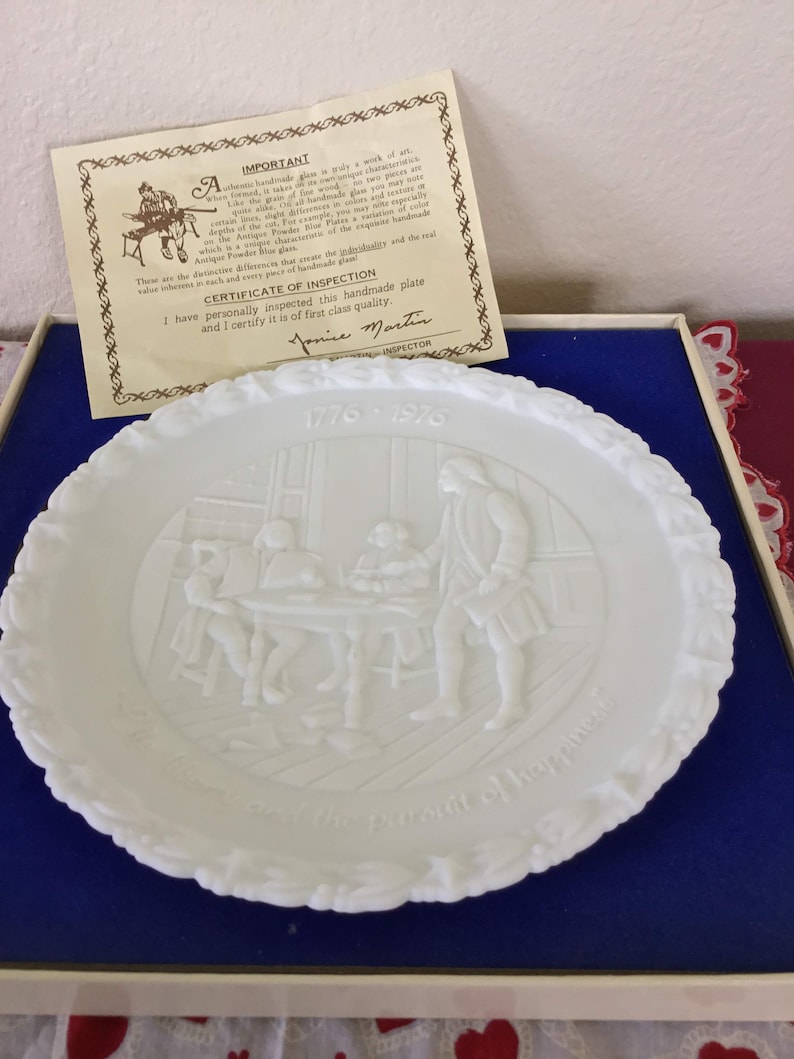 IMPORTANT
Authentic handmade glass is truly a work of art.
When formed, it takes on its own unique characteristics.
Like the grain of fine wood — no two pieces are
quite alike. On all handmade glass you may note
certain lines, slight differences in colors and texture or
depths of the cut. For example, you may note especially
on the Antique Powder Blue Plates a variation of color
which is a unique characteristic of the exquisite handmade
Antique Powder Blue glass.
These are the distinctive differences that create the individuality and the real
value inherent in each and every piece of handmade glass!
CERTIFICATE OF INSPECTION
I have personally inspected this handmade plate
and I certify it is of first class quality.
Janice Martin
MARTIN – INSPECTOR
1776 · 1976
"Life, liberty and the pursuit of happiness"